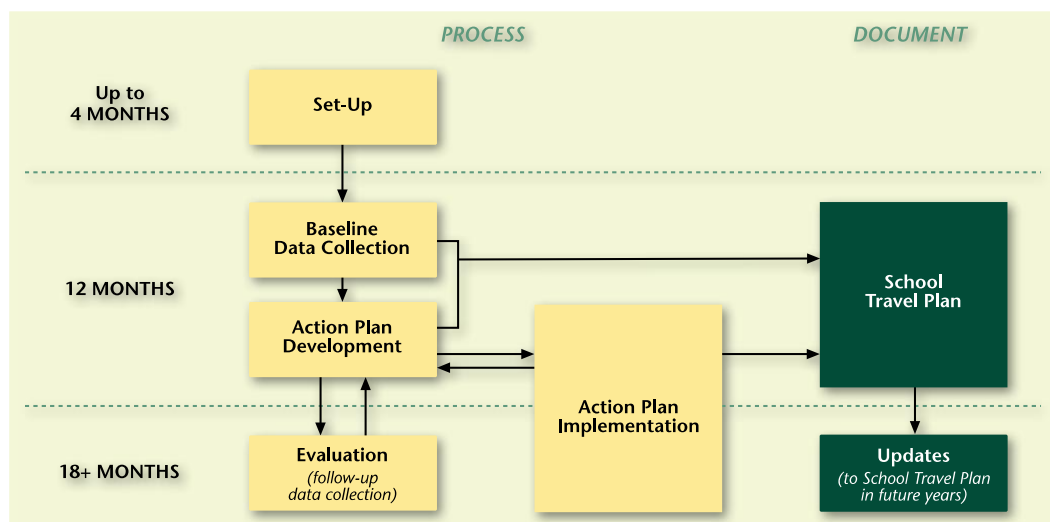 PROCESS
DOCUMENT
Up to
4 MONTHS
Set-Up
12 MONTHS
Baseline
Data Collection
Action Plan
Development
School
Travel Plan
Action Plan
Implementation
18+ MONTHS
Evaluation
(follow-up
data collection)
Updates
(to School Travel Plan
in future years)